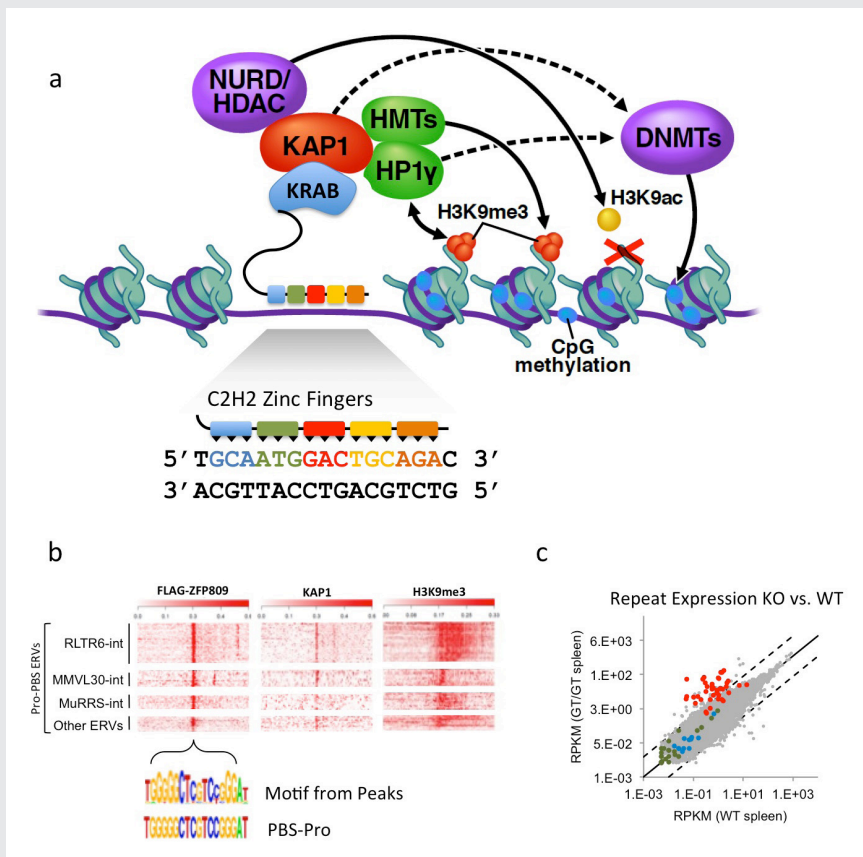 a
NURD/
HDAC
KAP1
HMTs
HP1γ
KRAB
DNMTs
H3K9me3
H3K9ac
CpG
methylation
C2H2 Zinc Fingers
5' TGCAATGGACTGCAGAC 3'
3' ACGTTACCTGACGTCTG 5'
b
FLAG-ZFP809 KAP1 H3K9me3
Pro-PBS ERVs
RLTR6-int
MMVL30-int
MuRRS-int
Other ERVs
Motif from Peaks
TGGGGGCTCGTCCGGGAT PBS-Pro
c
Repeat Expression KO vs. WT
RPKM (GT/GT spleen)
6.E+03
1.E+02
3.E+00
5.E-02
1.E-03
1.E-03 1.E-01 1.E+01 1.E+03
RPKM (WT spleen)